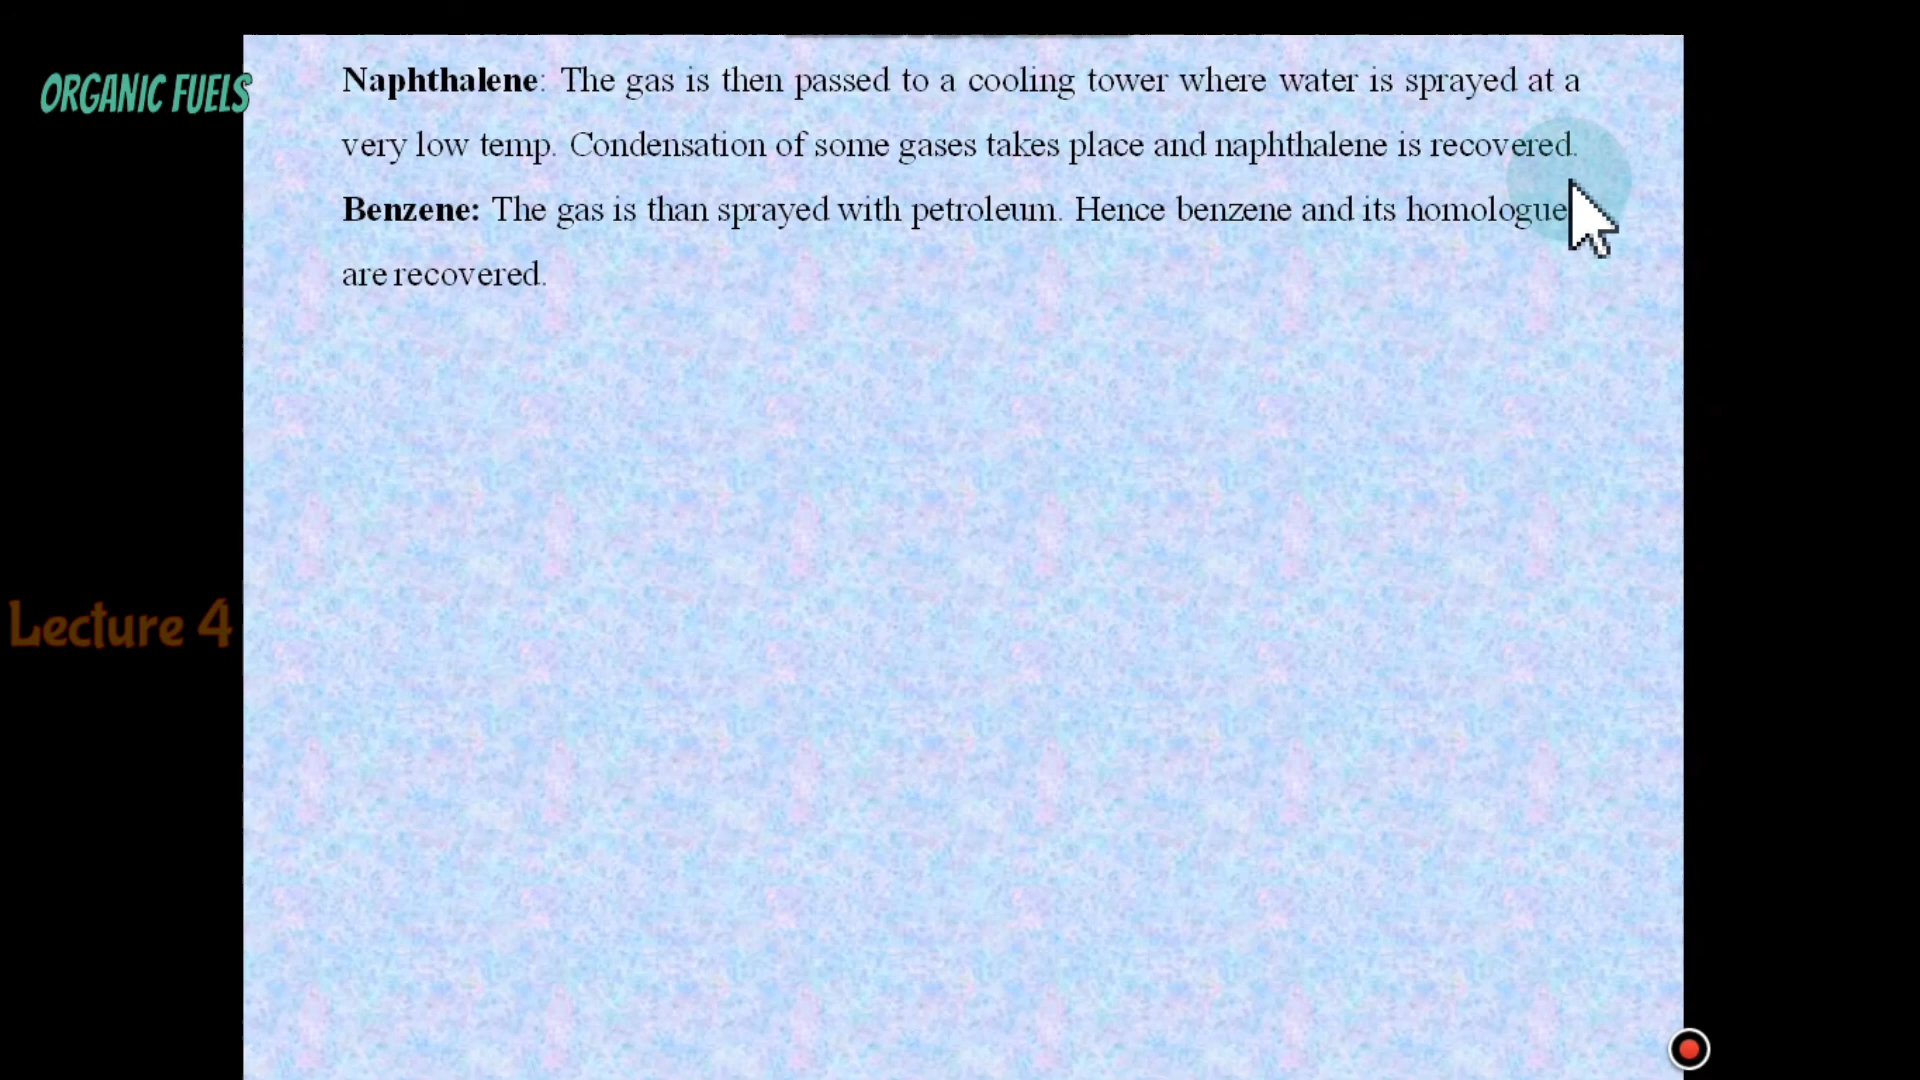 ORGANIC FUELS
Naphthalene: The gas is then passed to a cooling tower where water is sprayed at a
very low temp. Condensation of some gases takes place and naphthalene is recovered.
Benzene: The gas is than sprayed with petroleum. Hence benzene and its homologue
are recovered.
Lecture 4